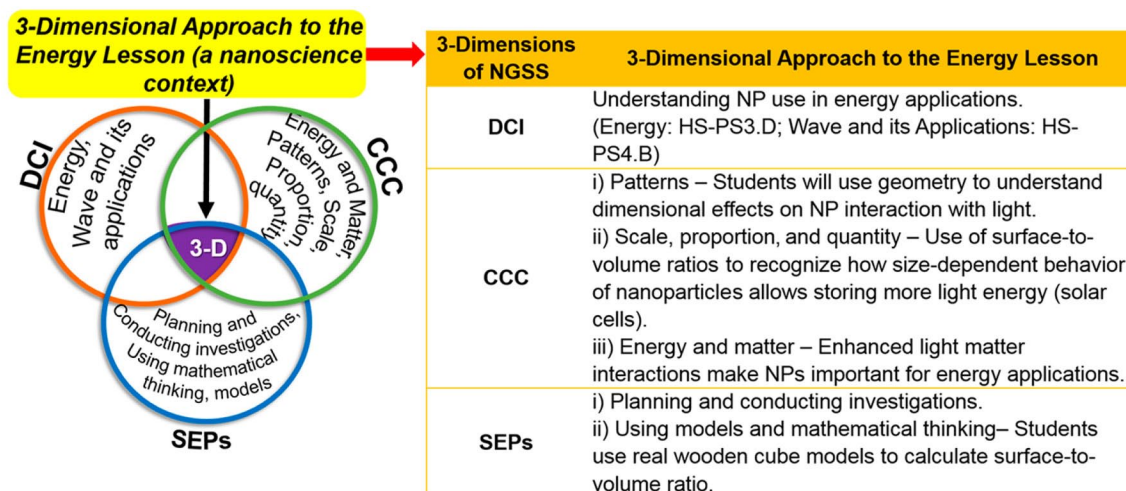 3-Dimensional Approach to the
Energy Lesson (a nanoscience
context)
DCI
Energy,
Wave and its
applications
CCC
Energy and Matter,
Patterns, Scale,
Proportion,
quantity
3-D
Planning and
Conducting investigations,
Using mathematical
thinking, models
SEPs
3-Dimensions
of NGSS
3-Dimensional Approach to the Energy Lesson
DCI
Understanding NP use in energy applications.
(Energy: HS-PS3.D; Wave and its Applications: HS-
PS4.B)
CCC
i) Patterns – Students will use geometry to understand
dimensional effects on NP interaction with light.
ii) Scale, proportion, and quantity – Use of surface-to-
volume ratios to recognize how size-dependent behavior
of nanoparticles allows storing more light energy (solar
cells).
iii) Energy and matter – Enhanced light matter
interactions make NPs important for energy applications.
SEPs
i) Planning and conducting investigations.
ii) Using models and mathematical thinking– Students
use real wooden cube models to calculate surface-to-
volume ratio.